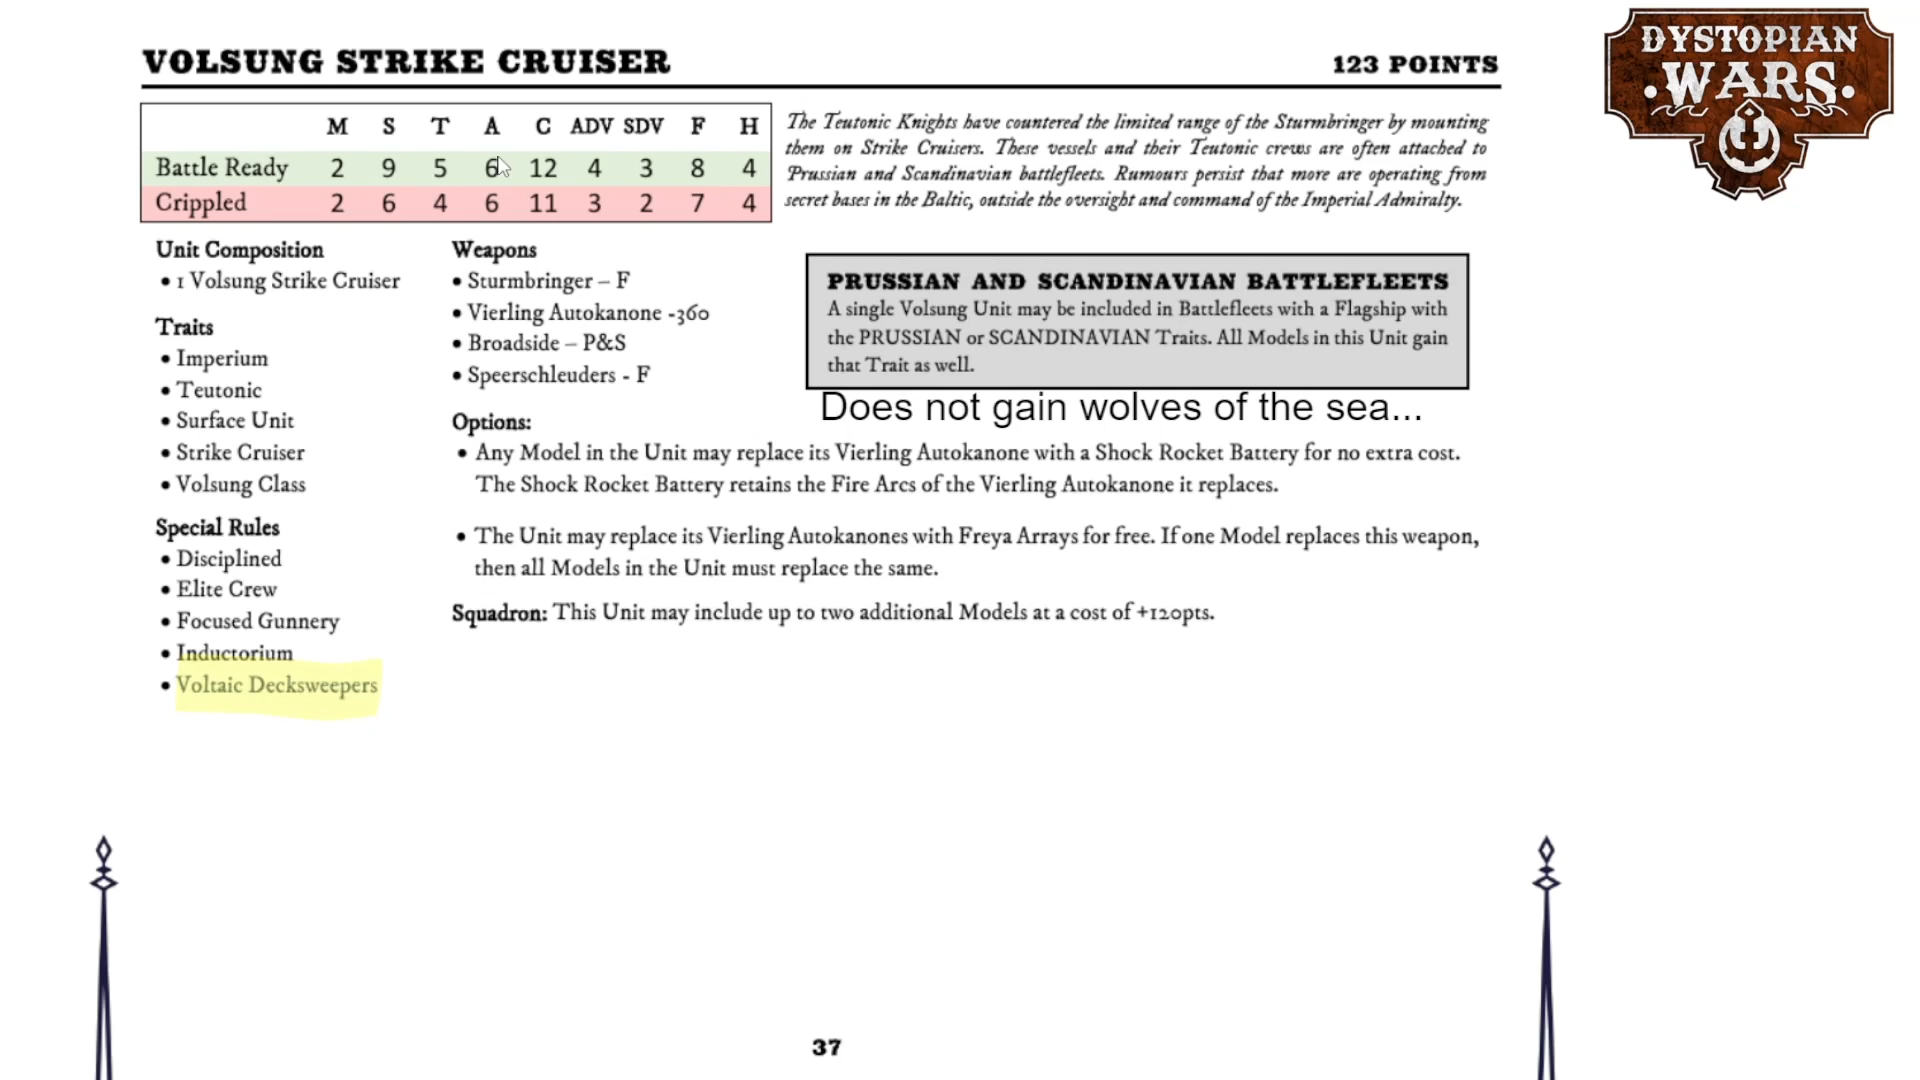 VOLSUNG STRIKE CRUISER
123 POINTS
DYSTOPIAN
WARS
M S T A C ADV SDV F H
Battle Ready 2 9 5 6 12 4 3 8 4
Crippled 2 6 4 6 11 3 2 7 4
The Teutonic Knights have countered the limited range of the Sturmbringer by mounting
them on Strike Cruisers. These vessels and their Teutonic crews are often attached to
Prussian and Scandinavian battlefleets. Rumours persist that more are operating from
secret bases in the Baltic, outside the oversight and command of the Imperial Admiralty.
Unit Composition
• 1 Volsung Strike Cruiser
Traits
• Imperium
• Teutonic
• Surface Unit
• Strike Cruiser
• Volsung Class
Special Rules
• Disciplined
• Elite Crew
• Focused Gunnery
• Inductorium
• Voltaic Decksweepers
Weapons
• Sturmbringer – F
• Vierling Autokanone -360
• Broadside – P&S
• Speerschleuders - F
PRUSSIAN AND SCANDINAVIAN BATTLEFLEETS
A single Volsung Unit may be included in Battlefleets with a Flagship with
the PRUSSIAN or SCANDINAVIAN Traits. All Models in this Unit gain
that Trait as well.
Does not gain wolves of the sea...
Options:
• Any Model in the Unit may replace its Vierling Autokanone with a Shock Rocket Battery for no extra cost.
The Shock Rocket Battery retains the Fire Arcs of the Vierling Autokanone it replaces.
• The Unit may replace its Vierling Autokanones with Freya Arrays for free. If one Model replaces this weapon,
then all Models in the Unit must replace the same.
Squadron: This Unit may include up to two additional Models at a cost of +120pts.
37